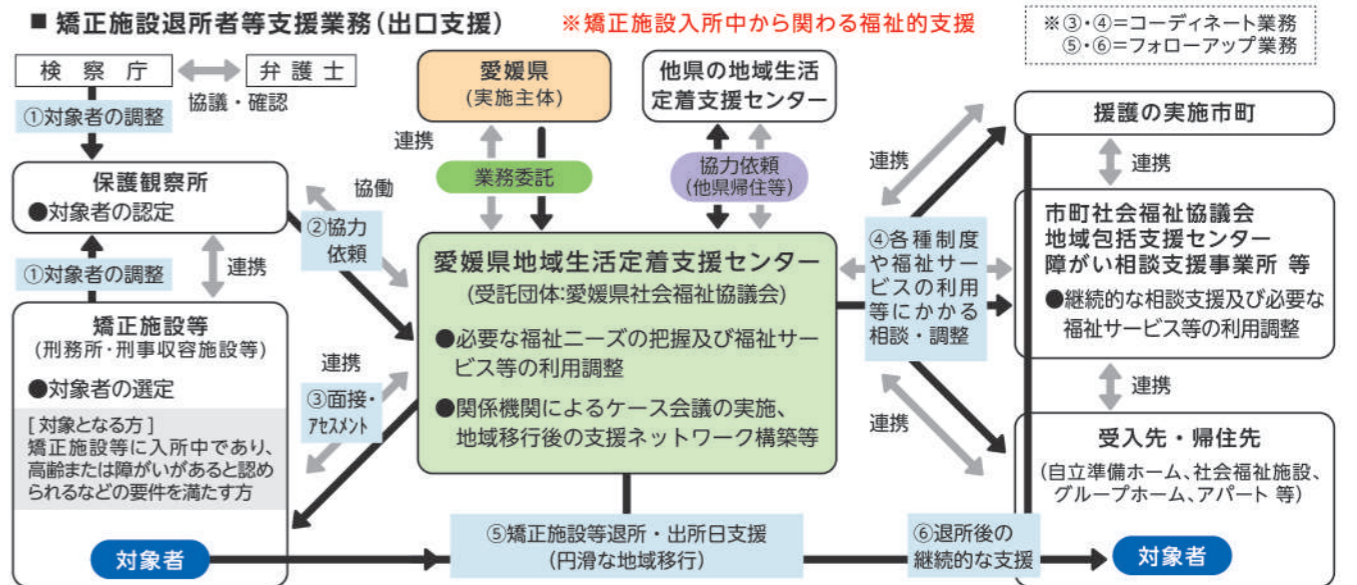 ■ 矯正施設退所者等支援業務(出口支援)
※矯正施設入所中から関わる福祉的支援
※③・④=コーディネート業務
⑤・⑥=フォローアップ業務
検察庁
弁護士
協議・確認
①対象者の調整
保護観察所
●対象者の認定
①対象者の調整
連携
矯正施設等
(刑務所・刑事収容施設等)
●対象者の選定
[対象となる方]
矯正施設等に入所中であり、
高齢または障がいがあると認め
られるなどの要件を満たす方
対象者
協働
②協力
依頼
連携
③面接・
アセスメント
愛媛県
(実施主体)
連携
業務委託
他県の地域生活
定着支援センター
協力依頼
(他県帰住等)
愛媛県地域生活定着支援センター
(受託団体:愛媛県社会福祉協議会)
●必要な福祉ニーズの把握及び福祉サー
ビス等の利用調整
●関係機関によるケース会議の実施、
地域移行後の支援ネットワーク構築等
⑤矯正施設等退所・出所日支援
(円滑な地域移行)
連携
④各種制度
や福祉サー
ビスの利用
等にかかる
相談・調整
連携
⑥退所後の
継続的な支援
援護の実施市町
連携
市町社会福祉協議会
地域包括支援センター
障がい相談支援事業所 等
●継続的な相談支援及び必要な
福祉サービス等の利用調整
連携
受入先・帰住先
(自立準備ホーム、社会福祉施設、
グループホーム、アパート 等)
対象者